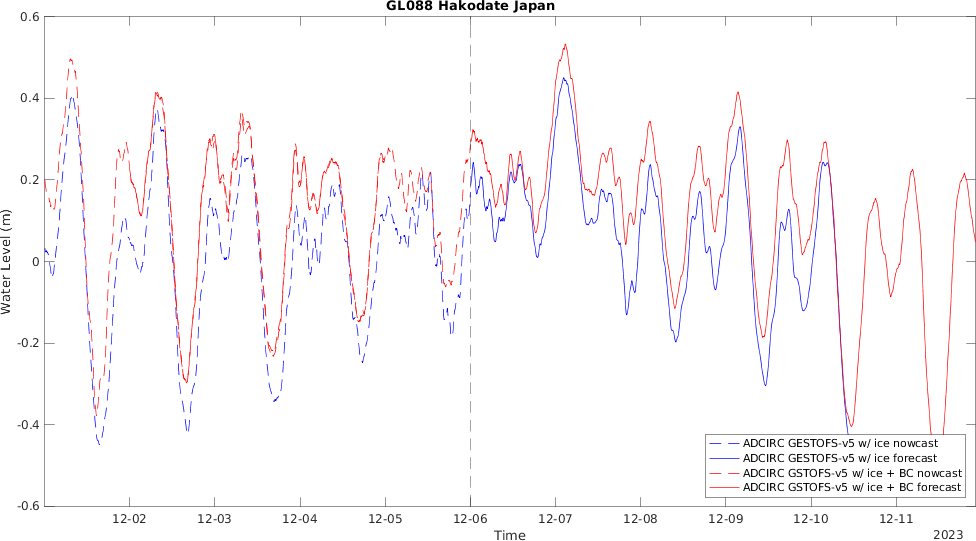 GL088 Hakodate Japan
0.6
0.4
0.2
0
-0.2
-0.4
-0.6
Water Level (m)
ADCIRC GESTOFS-v5 w/ ice nowcast
ADCIRC GESTOFS-v5 w/ ice forecast
ADCIRC GSTOFS-v5 w/ ice + BC nowcast
ADCIRC GSTOFS-v5 w/ ice + BC forecast
12-02 12-03 12-04 12-05 12-06 12-07 12-08 12-09 12-10 12-11
Time
2023